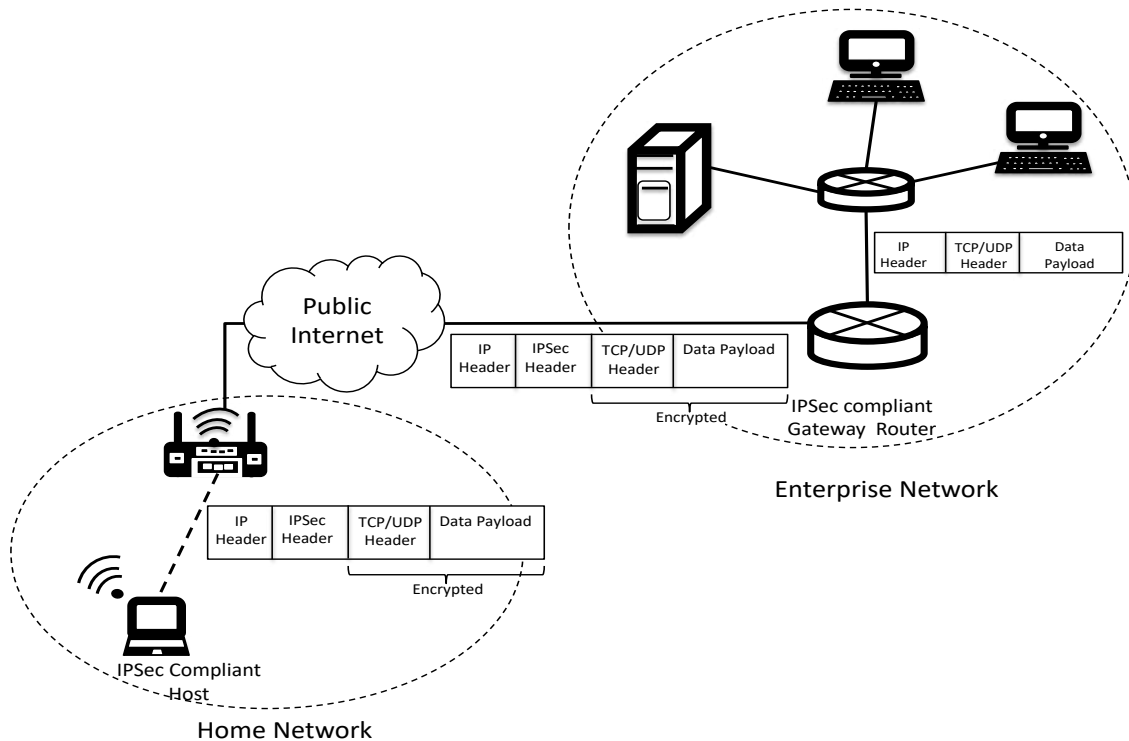 IP
Header
TCP/UDP
Header
Data
Payload
Public
Internet
IP
Header
IPSec
Header
TCP/UDP
Header
Data Payload
Encrypted
IPSec compliant
Gateway Router
Enterprise Network
IP
Header
IPSec
Header
TCP/UDP
Header
Data Payload
Encrypted
IPSec Compliant
Host
Home Network